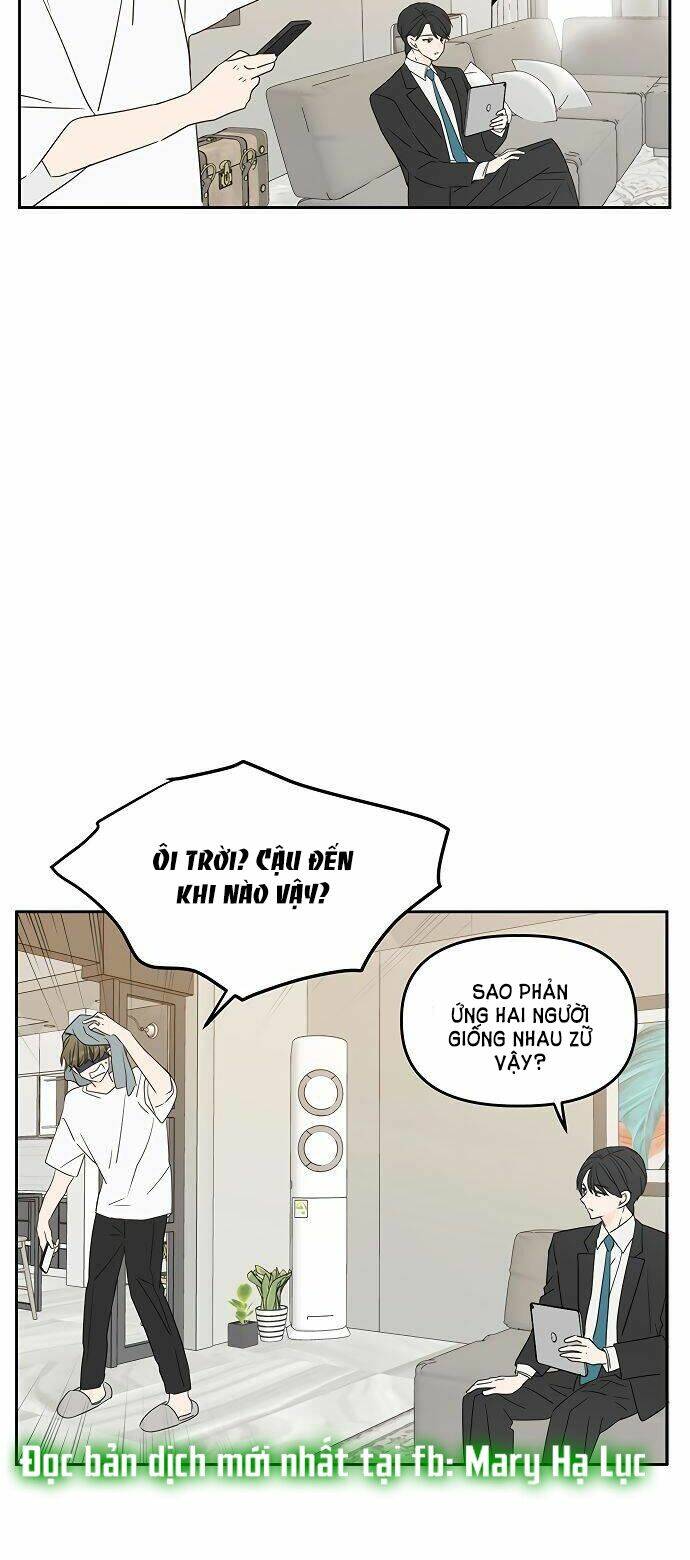 ÔI TRỜI? CẬU ĐẾN
KHI NÀO VẬY?
SAO PHẢN
ỨNG HAI NGƯỜI
GIỐNG NHAU ZỮ
VẬY?
Đọc bản dịch mới nhất tại fb: Mary Hạ Lục